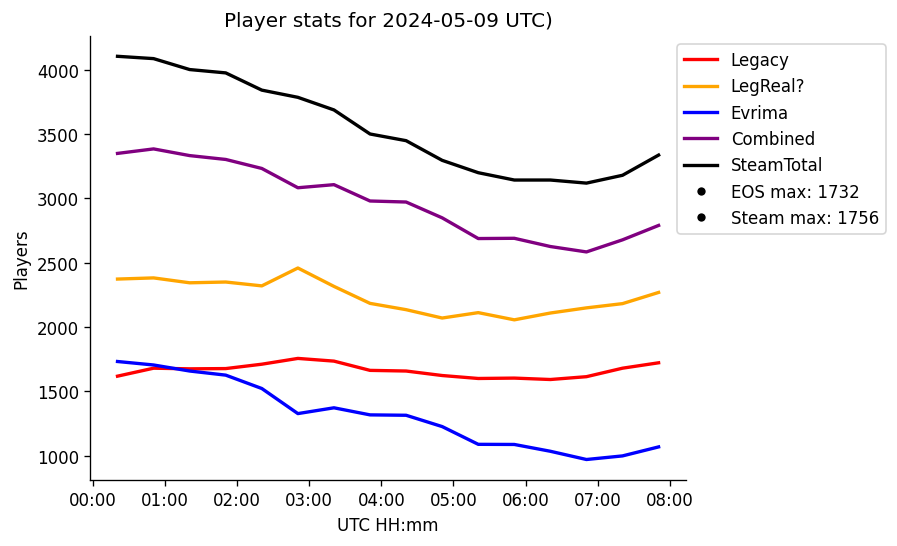 Player stats for 2024-05-09 UTC)
Players
4000
3500
3000
2500
2000
1500
1000
00:00 01:00 02:00 03:00 04:00 05:00 06:00 07:00 08:00
UTC HH:mm
Legacy
LegReal?
Evrima
Combined
SteamTotal
EOS max: 1732
Steam max: 1756